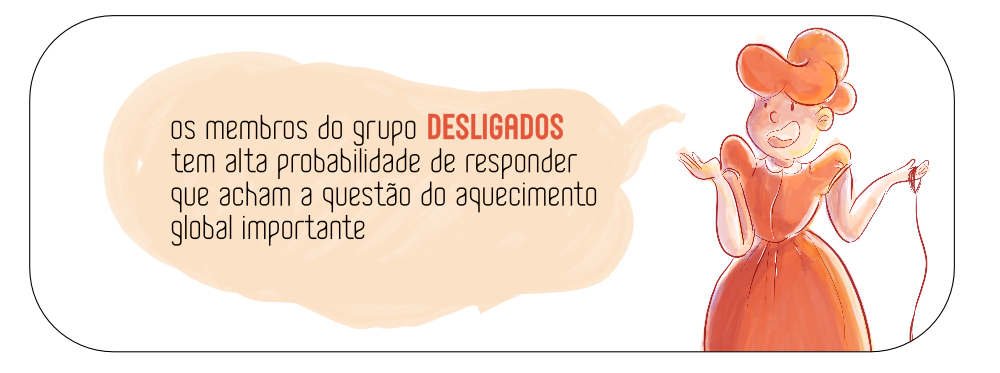 os membros do grupo DESLIGADOS
tem alta probabilidade de responder
que acham a questão do aquecimento
global importante